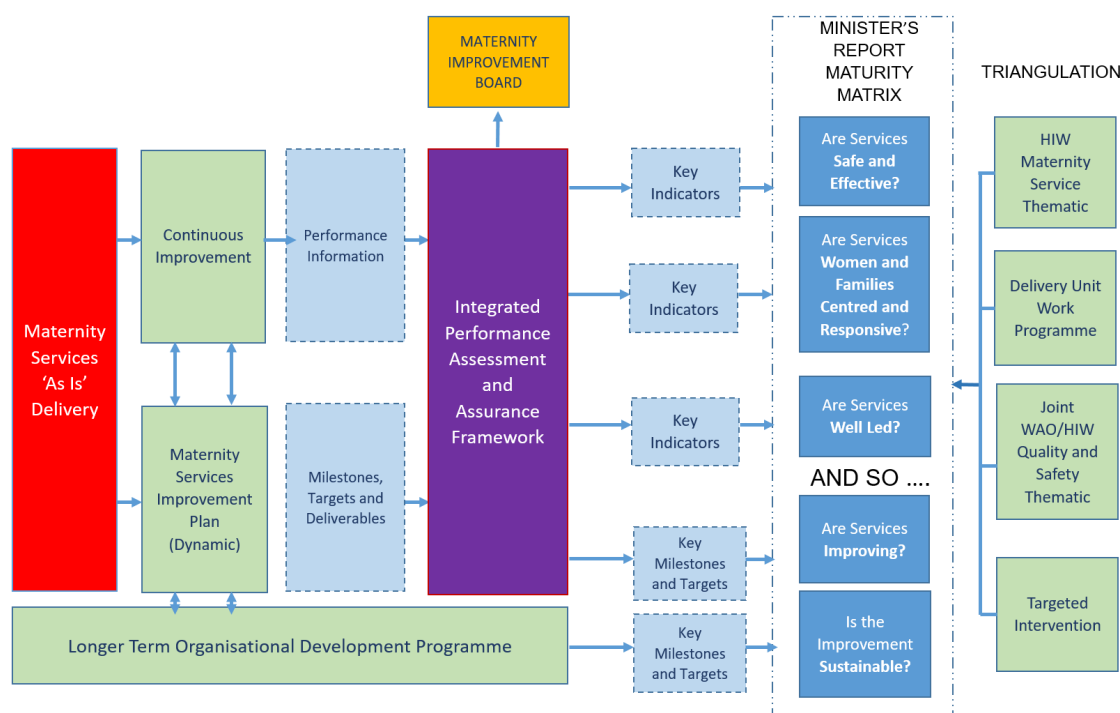 MATERNITY
IMPROVEMENT
BOARD
MINISTER'S
REPORT
MATURITY
MATRIX
TRIANGULATION
Maternity
Services
‘As Is’
Delivery
Continuous
Improvement
Performance
Information
Maternity
Services
Improvement
Plan
(Dynamic)
Milestones,
Targets and
Deliverables
Integrated
Performance
Assessment
and
Assurance
Framework
Longer Term Organisational Development Programme
Key
Indicators
Key
Indicators
Key
Indicators
Key
Milestones
and Targets
Key
Milestones
and Targets
Are Services
Safe and
Effective?
Are Services
Women and
Families
Centred and
Responsive?
Are Services
Well Led?
AND SO ....
Are Services
Improving?
Is the
Improvement
Sustainable?
HIW
Maternity
Service
Thematic
Delivery Unit
Work
Programme
Joint
WAO/HIW
Quality and
Safety
Thematic
Targeted
Intervention